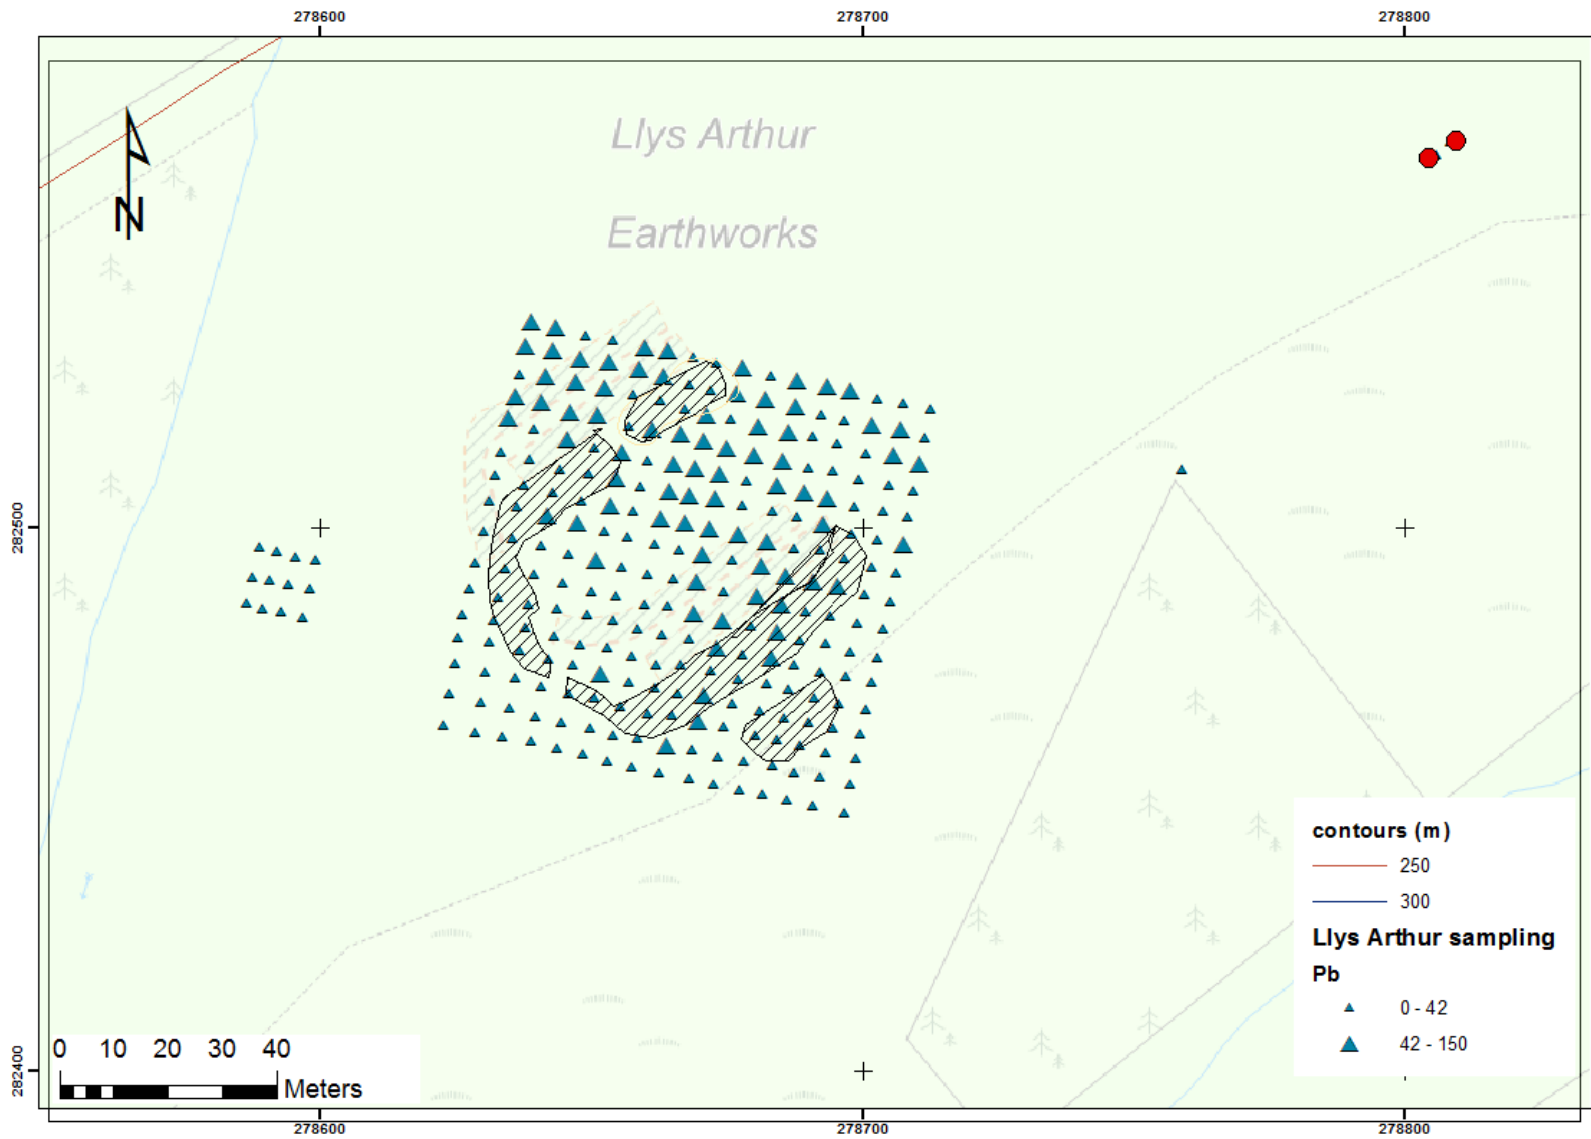 278600 278700 278800
Llys Arthur
Earthworks
N
282500
282400
contours (m)
250
300
Llys Arthur sampling
Pb
0 - 42
42 - 150
0 10 20 30 40
Meters
278600 278700 278800